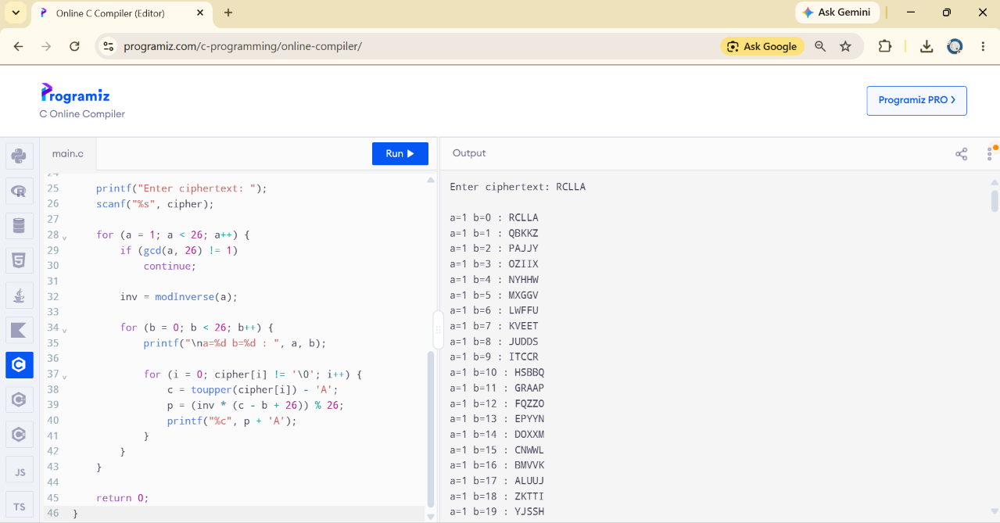 Online C Compiler (Editor)
Ask Gemini
programiz.com/c-programming/online-compiler/
Ask Google
Programiz
C Online Compiler
Programiz PRO
main.c
Run
24
25 printf("Enter ciphertext: ");
26 scanf("%s", cipher);
27
28 for (a = 1; a < 26; a++) {
29 if (gcd(a, 26) != 1)
30 continue;
31
32 inv = modInverse(a);
33
34 for (b = 0; b < 26; b++) {
35 printf("\na=%d b=%d : ", a, b);
36
37 for (i = 0; cipher[i] != '\0'; i++) {
38 c = toupper(cipher[i]) - 'A';
39 p = (inv * (c - b + 26)) % 26;
40 printf("%c", p + 'A');
41 }
42 }
43 }
44
45 return 0;
46 }
Output
Enter ciphertext: RCLLA
a=1 b=0 : RCLLA
a=1 b=1 : QBKKZ
a=1 b=2 : PAJJY
a=1 b=3 : OZIIX
a=1 b=4 : NYHHW
a=1 b=5 : MXGGV
a=1 b=6 : LWFFU
a=1 b=7 : KVEET
a=1 b=8 : JUDDS
a=1 b=9 : ITCCR
a=1 b=10 : HSBBQ
a=1 b=11 : GRAAP
a=1 b=12 : FQZZO
a=1 b=13 : EPYYN
a=1 b=14 : DOXXM
a=1 b=15 : CNWWL
a=1 b=16 : BMVVK
a=1 b=17 : ALUUJ
a=1 b=18 : ZKTTI
a=1 b=19 : YJSSH
R
5
C
C
C
JS
TS